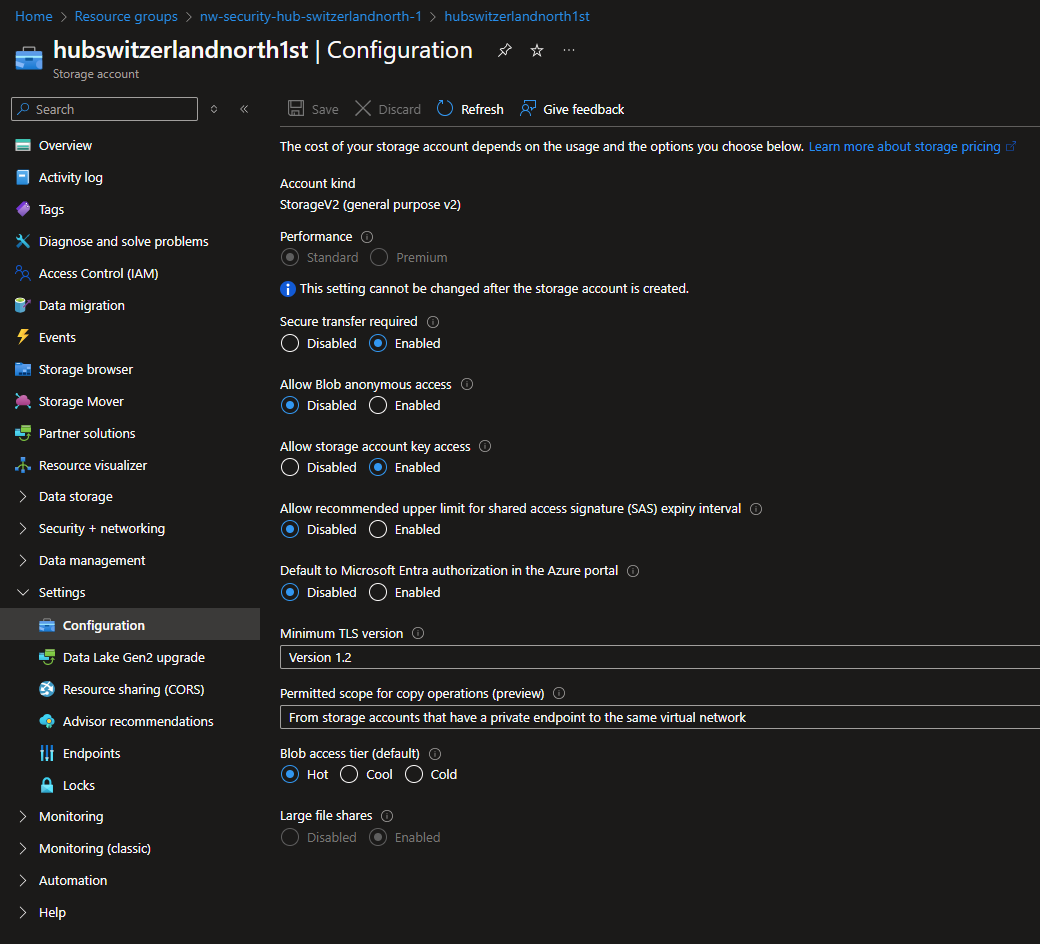 Home > Resource groups > nw-security-hub-switzerlandnorth-1 > hubswitzerlandnorth1st
hubswitzerlandnorth1st | Configuration
Storage account
Search
Save Discard Refresh Give feedback
Overview
Activity log
Tags
Diagnose and solve problems
Access Control (IAM)
Data migration
Events
Storage browser
Storage Mover
Partner solutions
Resource visualizer
Data storage
Security + networking
Data management
Settings
Configuration
Data Lake Gen2 upgrade
Resource sharing (CORS)
Advisor recommendations
Endpoints
Locks
Monitoring
Monitoring (classic)
Automation
Help
The cost of your storage account depends on the usage and the options you choose below. Learn more about storage pricing
Account kind
StorageV2 (general purpose v2)
Performance
Standard Premium
This setting cannot be changed after the storage account is created.
Secure transfer required
Disabled Enabled
Allow Blob anonymous access
Disabled Enabled
Allow storage account key access
Disabled Enabled
Allow recommended upper limit for shared access signature (SAS) expiry interval
Disabled Enabled
Default to Microsoft Entra authorization in the Azure portal
Disabled Enabled
Minimum TLS version
Version 1.2
Permitted scope for copy operations (preview)
From storage accounts that have a private endpoint to the same virtual network
Blob access tier (default)
Hot Cool Cold
Large file shares
Disabled Enabled